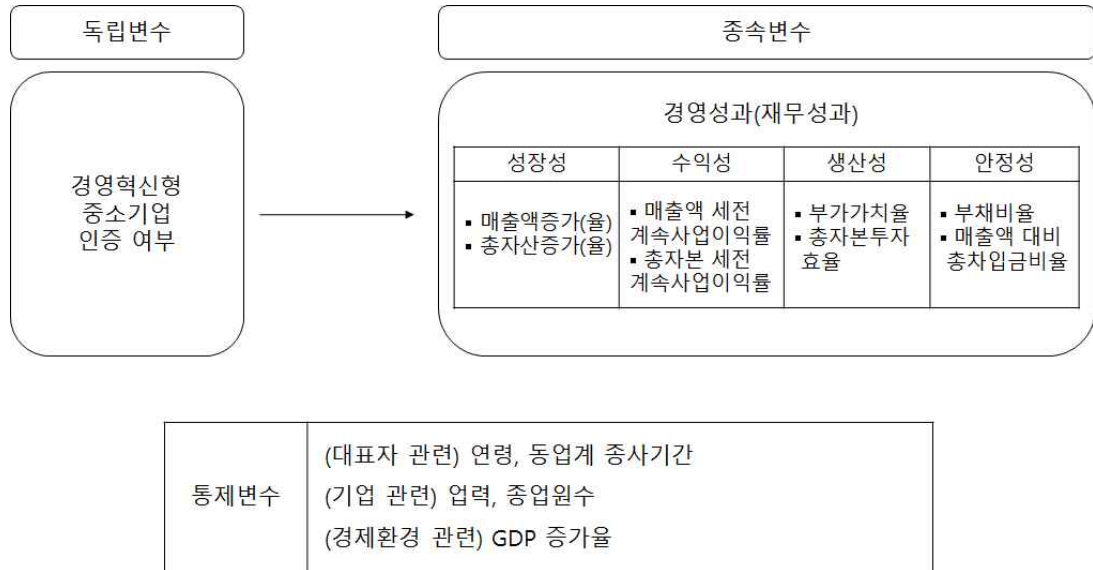 독립변수
종속변수
경영혁신형
중소기업
인증 여부
경영성과(재무성과)
성장성
수익성
생산성
안정성
▪ 매출액증가(율)
▪ 총자산증가(율)
▪ 매출액 세전
계속사업이익률
▪ 총자본 세전
계속사업이익률
▪ 부가가치율
▪ 총자본투자
효율
▪ 부채비율
▪ 매출액 대비
총차입금비율
통제변수
(대표자 관련) 연령, 동업계 종사기간
(기업 관련) 업력, 종업원수
(경제환경 관련) GDP 증가율